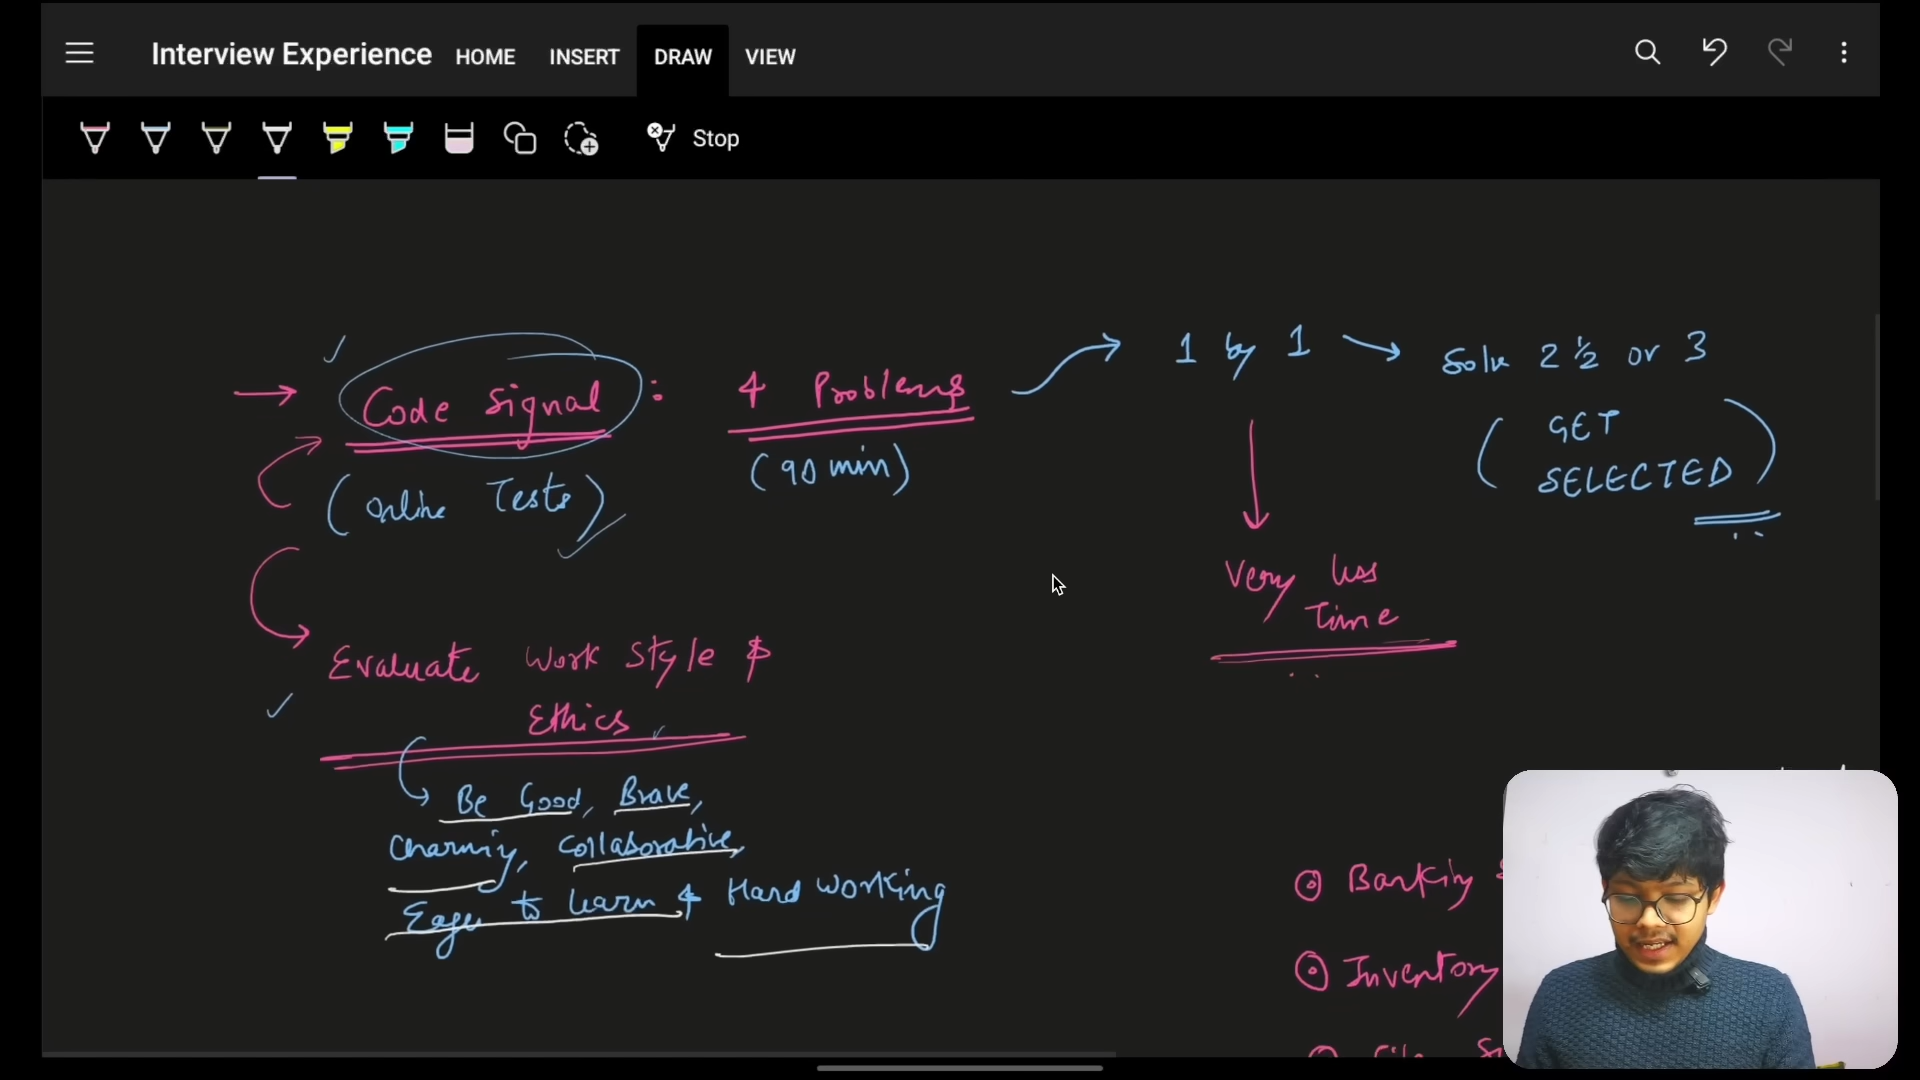 Interview Experience HOME INSERT DRAW VIEW
Stop
→ Code Signal : 4 Problems → 1 by 1 → Solve 2 ½ or 3
(Online Tests) (90 min) (GET
SELECTED)
Very less
Time
Evaluate Work Style &
Ethics
Be Good, Brave,
Charming, Collaborative,
Eager to learn & Hard working
Banking
Inventory